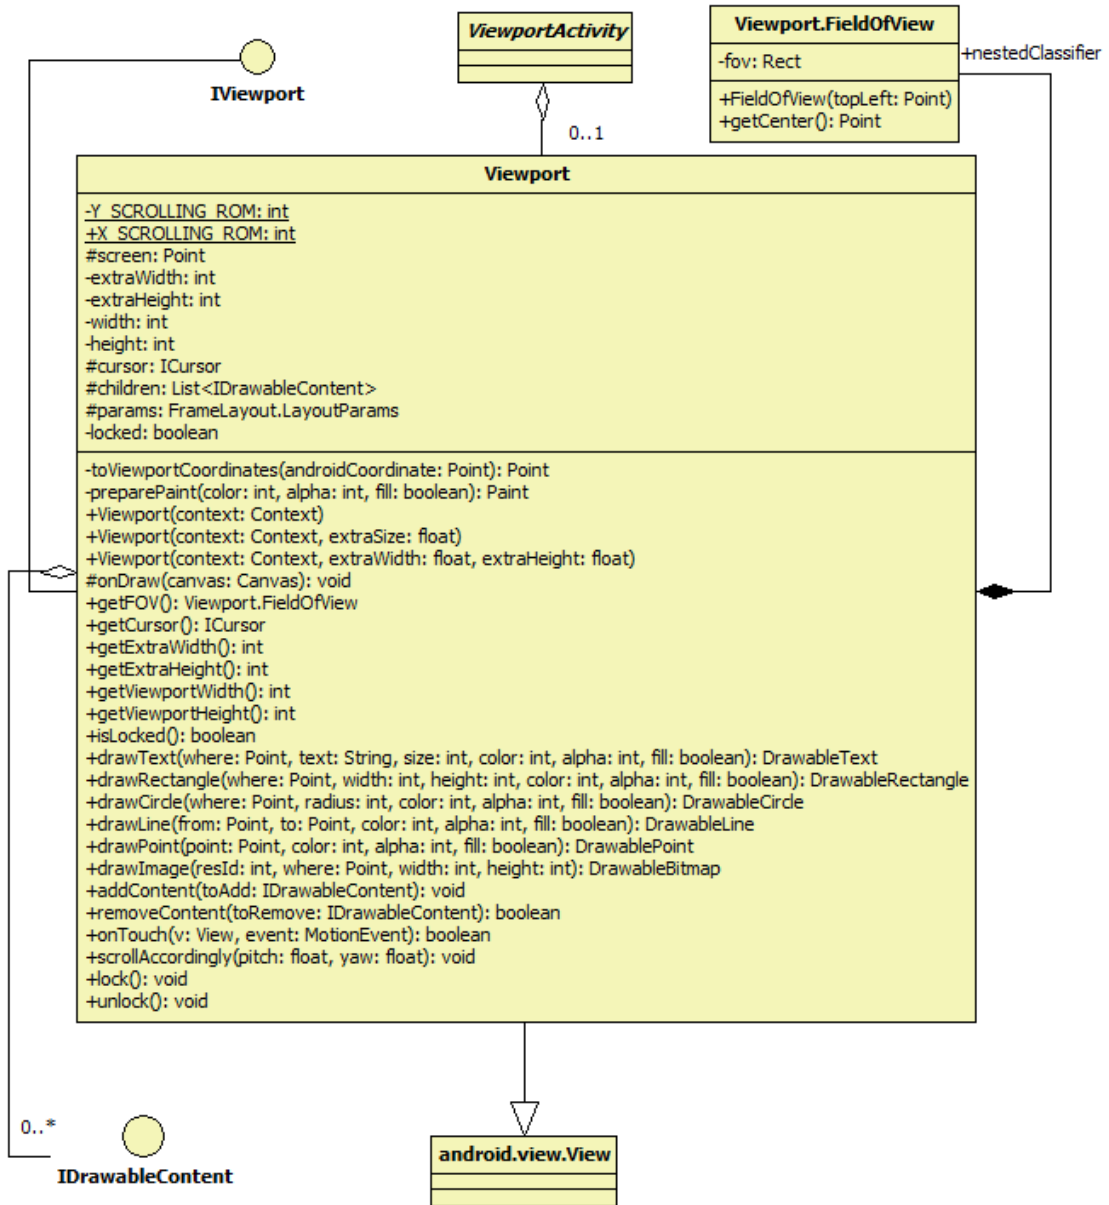 ViewportActivity
Viewport.FieldOfView
-fov: Rect
+nestedClassifier
+FieldOfView(topLeft: Point)
+getCenter(): Point
IViewport
0..1
Viewport
-Y_SCROLLING_ROM: int
+X_SCROLLING_ROM: int
#screen: Point
-extraWidth: int
-extraHeight: int
-width: int
-height: int
#cursor: ICursor
#children: List<IDrawableContent>
#params: FrameLayout.LayoutParams
-locked: boolean
-toViewportCoordinates(androidCoordinate: Point): Point
-preparePaint(color: int, alpha: int, fill: boolean): Paint
+Viewport(context: Context)
+Viewport(context: Context, extraSize: float)
+Viewport(context: Context, extraWidth: float, extraHeight: float)
#onDraw(canvas: Canvas): void
+getFOV(): Viewport.FieldOfView
+getCursor(): ICursor
+getExtraWidth(): int
+getExtraHeight(): int
+getViewportWidth(): int
+getViewportHeight(): int
+isLocked(): boolean
+drawText(where: Point, text: String, size: int, color: int, alpha: int, fill: boolean): DrawableText
+drawRectangle(where: Point, width: int, height: int, color: int, alpha: int, fill: boolean): DrawableRectangle
+drawCircle(where: Point, radius: int, color: int, alpha: int, fill: boolean): DrawableCircle
+drawLine(from: Point, to: Point, color: int, alpha: int, fill: boolean): DrawableLine
+drawPoint(point: Point, color: int, alpha: int, fill: boolean): DrawablePoint
+drawImage(resId: int, where: Point, width: int, height: int): DrawableBitmap
+addContent(toAdd: IDrawableContent): void
+removeContent(toRemove: IDrawableContent): boolean
+onTouch(v: View, event: MotionEvent): boolean
+scrollAccordingly(pitch: float, yaw: float): void
+lock(): void
+unlock(): void
0..*
IDrawableContent
android.view.View